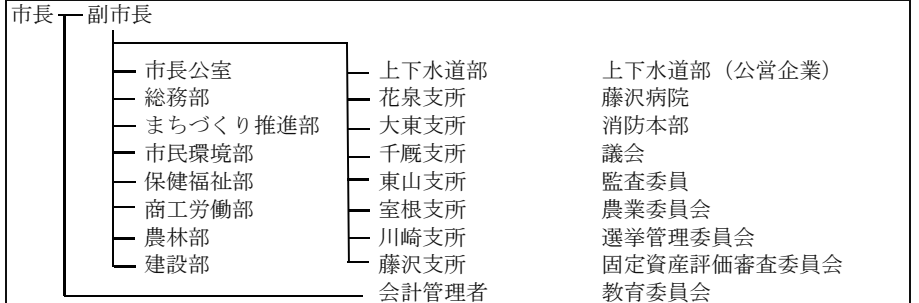 市長 副市長
市長公室 上下水道部 上下水道部（公営企業）
総務部 花泉支所 藤沢病院
まちづくり推進部 大東支所 消防本部
市民環境部 千厩支所 議会
保健福祉部 東山支所 監査委員
商工労働部 室根支所 農業委員会
農林部 川崎支所 選挙管理委員会
建設部 藤沢支所 固定資産評価審査委員会
会計管理者 教育委員会